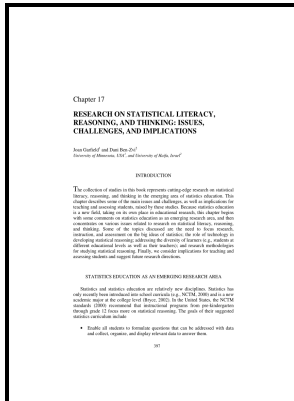 Chapter 17
RESEARCH ON STATISTICAL LITERACY,
REASONING, AND THINKING: ISSUES,
CHALLENGES, AND IMPLICATIONS
Joan Garfield¹ and Dani Ben-Zvi²
University of Minnesota, USA¹, and University of Haifa, Israel²
INTRODUCTION
The collection of studies in this book represents cutting-edge research on statistical
literacy, reasoning, and thinking in the emerging area of statistics education. This
chapter describes some of the main issues and challenges, as well as implications for
teaching and assessing students, raised by these studies. Because statistics education
is a new field, taking on its own place in educational research, this chapter begins
with some comments on statistics education as an emerging research area, and then
concentrates on various issues related to research on statistical literacy, reasoning,
and thinking. Some of the topics discussed are the need to focus research,
instruction, and assessment on the big ideas of statistics; the role of technology in
developing statistical reasoning; addressing the diversity of learners (e.g., students at
different educational levels as well as their teachers); and research methodologies
for studying statistical reasoning. Finally, we consider implications for teaching and
assessing students and suggest future research directions.
STATISTICS EDUCATION AS AN EMERGING RESEARCH AREA
Statistics and statistics education are relatively new disciplines. Statistics has
only recently been introduced into school curricula (e.g., NCTM, 2000) and is a new
academic major at the college level (Bryce, 2002). In the United States, the NCTM
standards (2000) recommend that instructional programs from pre-kindergarten
through grade 12 focus more on statistical reasoning. The goals of their suggested
statistics curriculum include
• Enable all students to formulate questions that can be addressed with data
and collect, organize, and display relevant data to answer them.
397